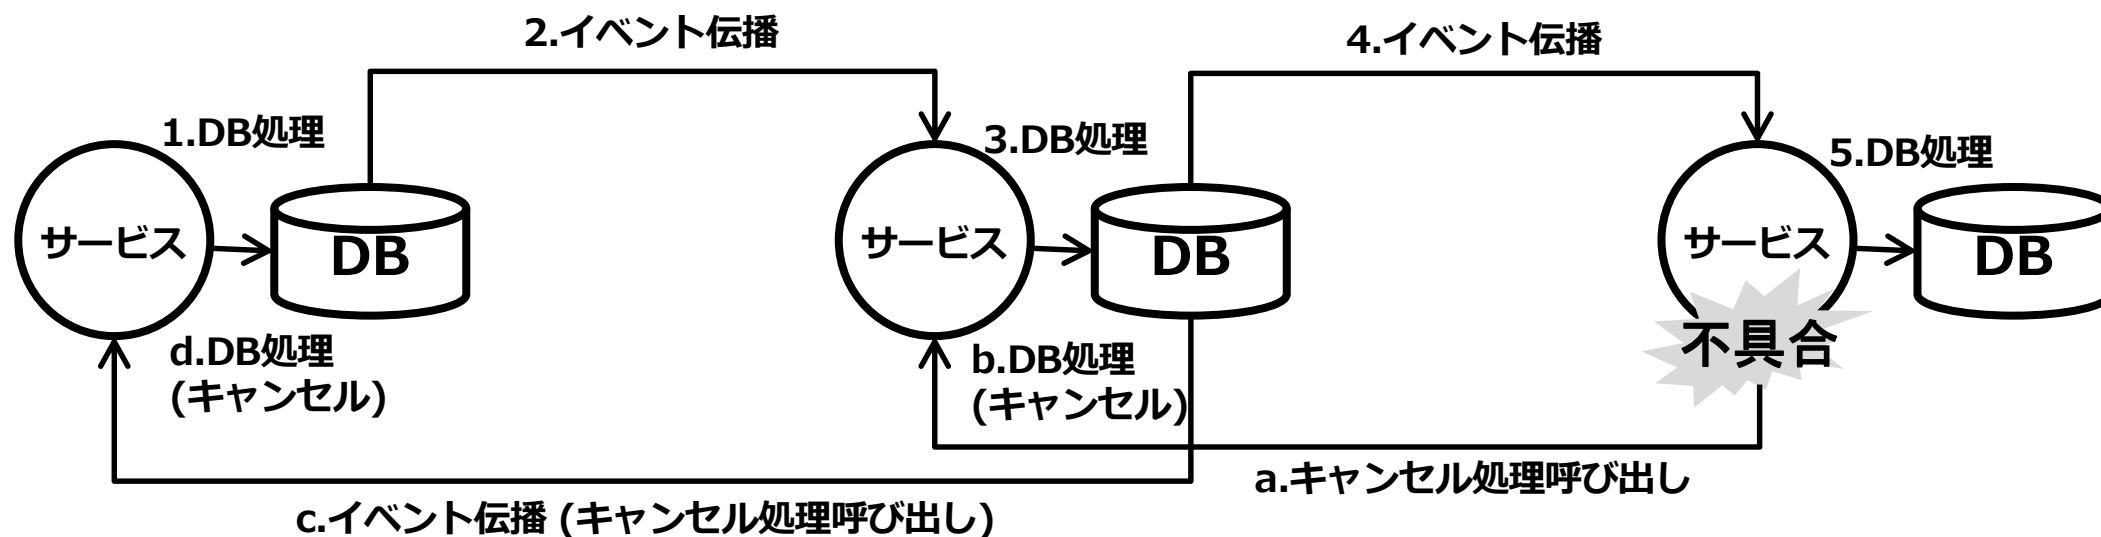 2.イベント伝播
4.イベント伝播
1.DB処理
3.DB処理
5.DB処理
サービス
DB
サービス
DB
サービス
DB
不具合
d.DB処理
(キャンセル)
b.DB処理
(キャンセル)
a.キャンセル処理呼び出し
c.イベント伝播 (キャンセル処理呼び出し)